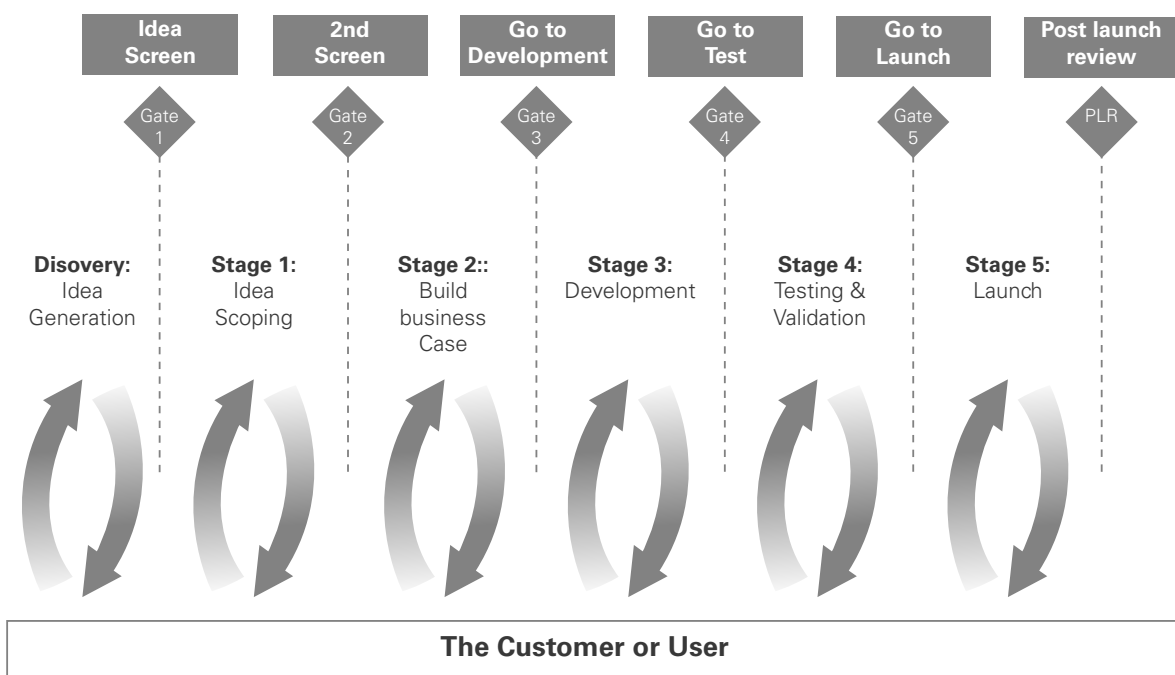 Idea
Screen
2nd
Screen
Go to
Development
Go to
Test
Go to
Launch
Post launch
review
Gate
1
Gate
2
Gate
3
Gate
4
Gate
5
PLR
Disovery:
Idea
Generation
Stage 1:
Idea
Scoping
Stage 2::
Build
business
Case
Stage 3:
Development
Stage 4:
Testing &
Validation
Stage 5:
Launch
The Customer or User